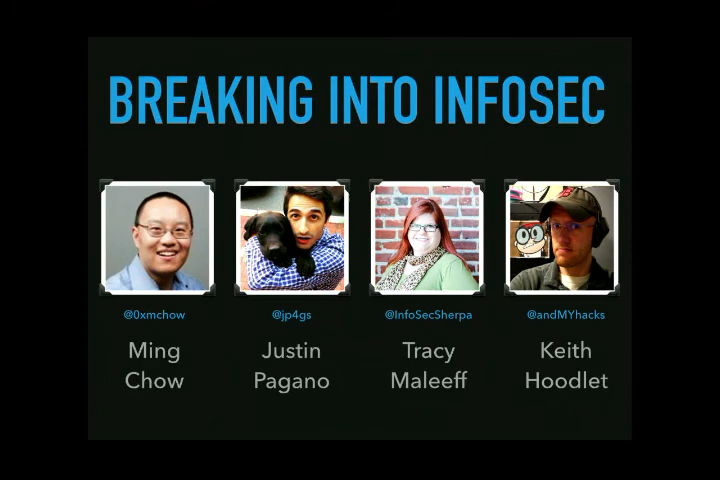 BREAKING INTO INFOSEC
@0xmchow
@jp4gs
@InfoSecSherpa
@andMYhacks
Ming
Chow
Justin
Pagano
Tracy
Maleeff
Keith
Hoodlet